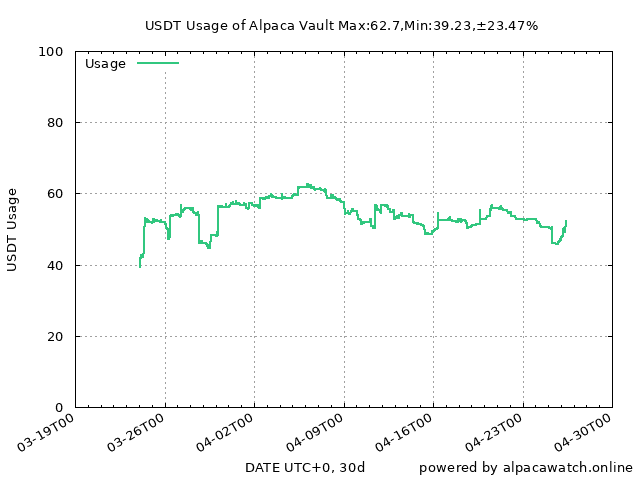 USDT Usage of Alpaca Vault Max:62.7,Min:39.23,±23.47%
Usage
100
80
60
40
20
0
USDT Usage
03-19T00
03-26T00
04-02T00
04-09T00
04-16T00
04-23T00
04-30T00
DATE UTC+0, 30d
powered by alpacawatch.online